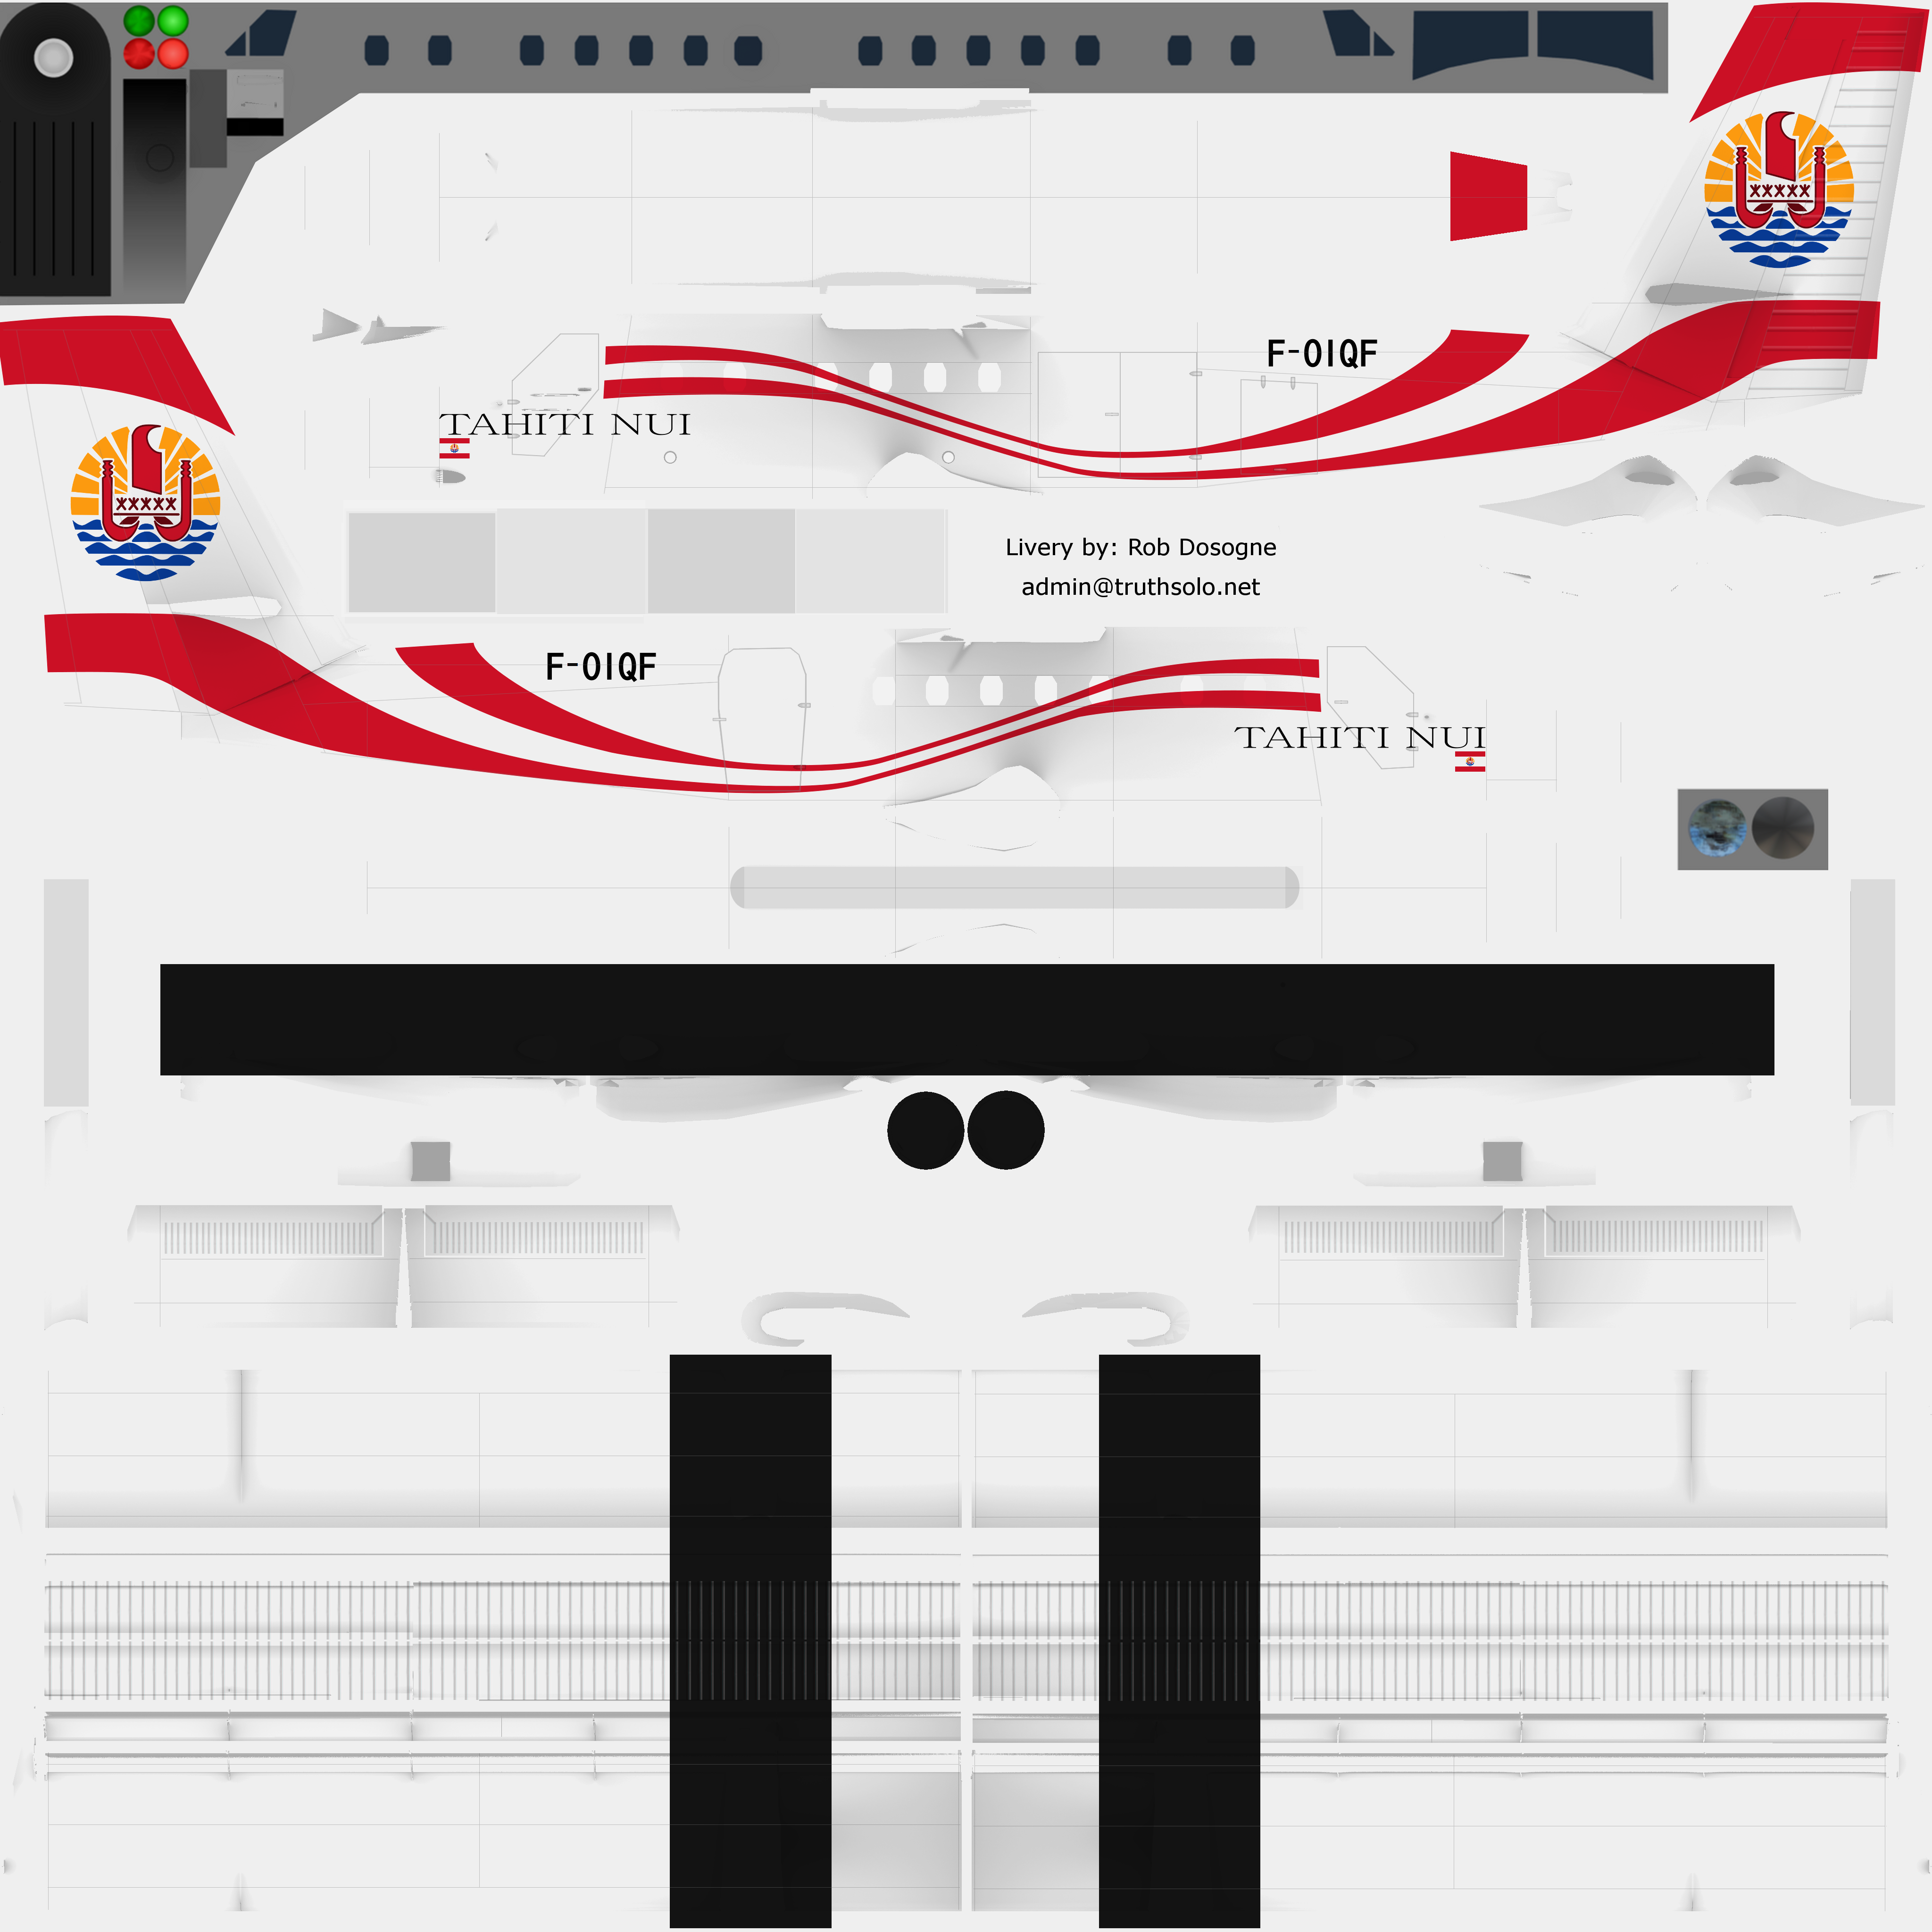 F-OIQF
TAHITI NUI
Livery by: Rob Dosogne
admin@truthsolo.net
F-OIQF
TAHITI NUI